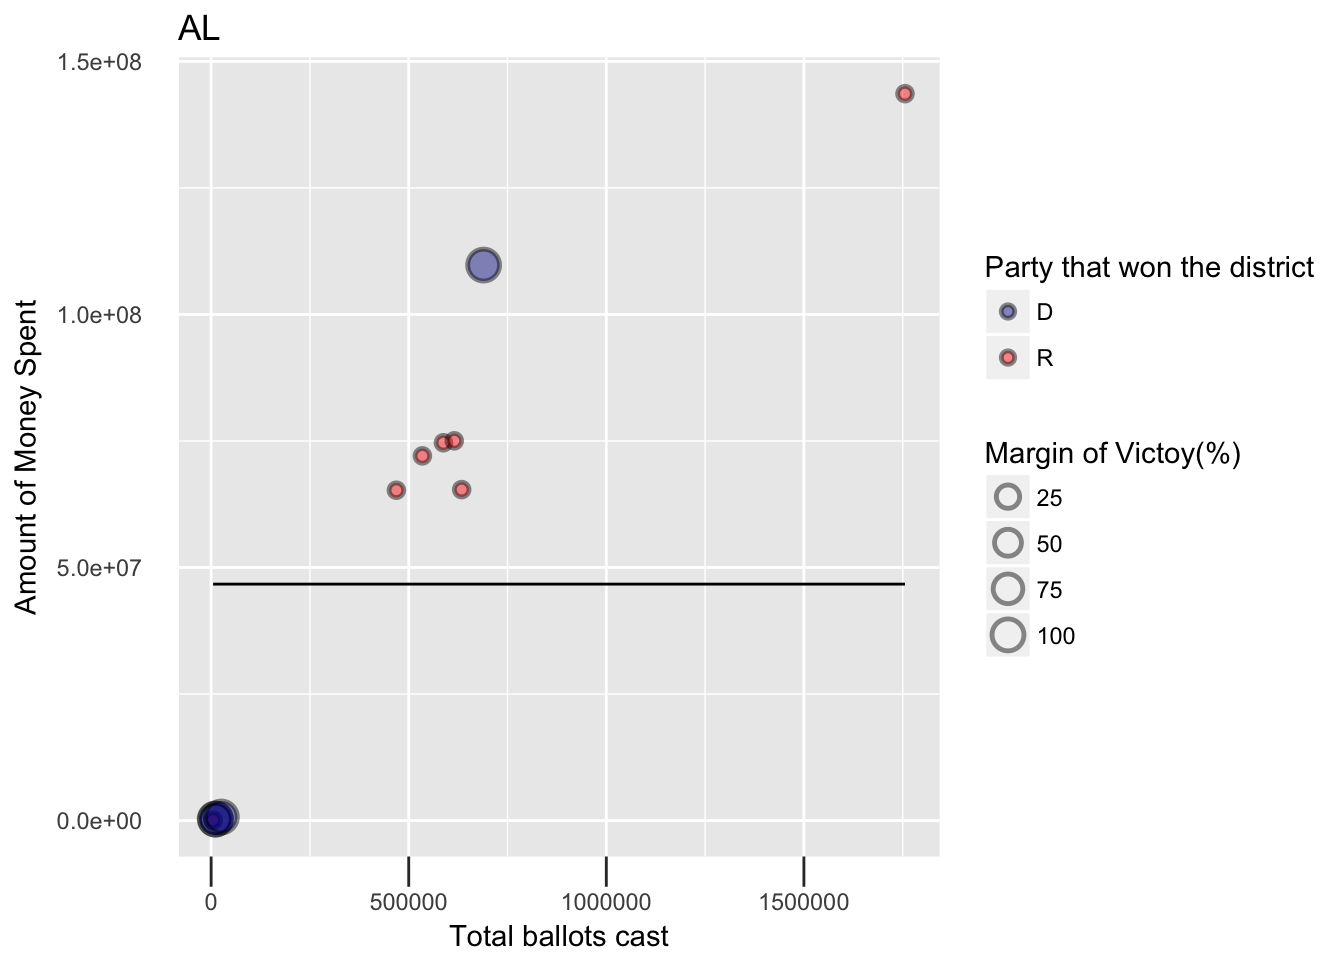 AL
1.5e+08
1.0e+08
5.0e+07
0.0e+00
Amount of Money Spent
0
500000
1000000
1500000
Total ballots cast
Party that won the district
D
R
Margin of Victoy(%)
25
50
75
100